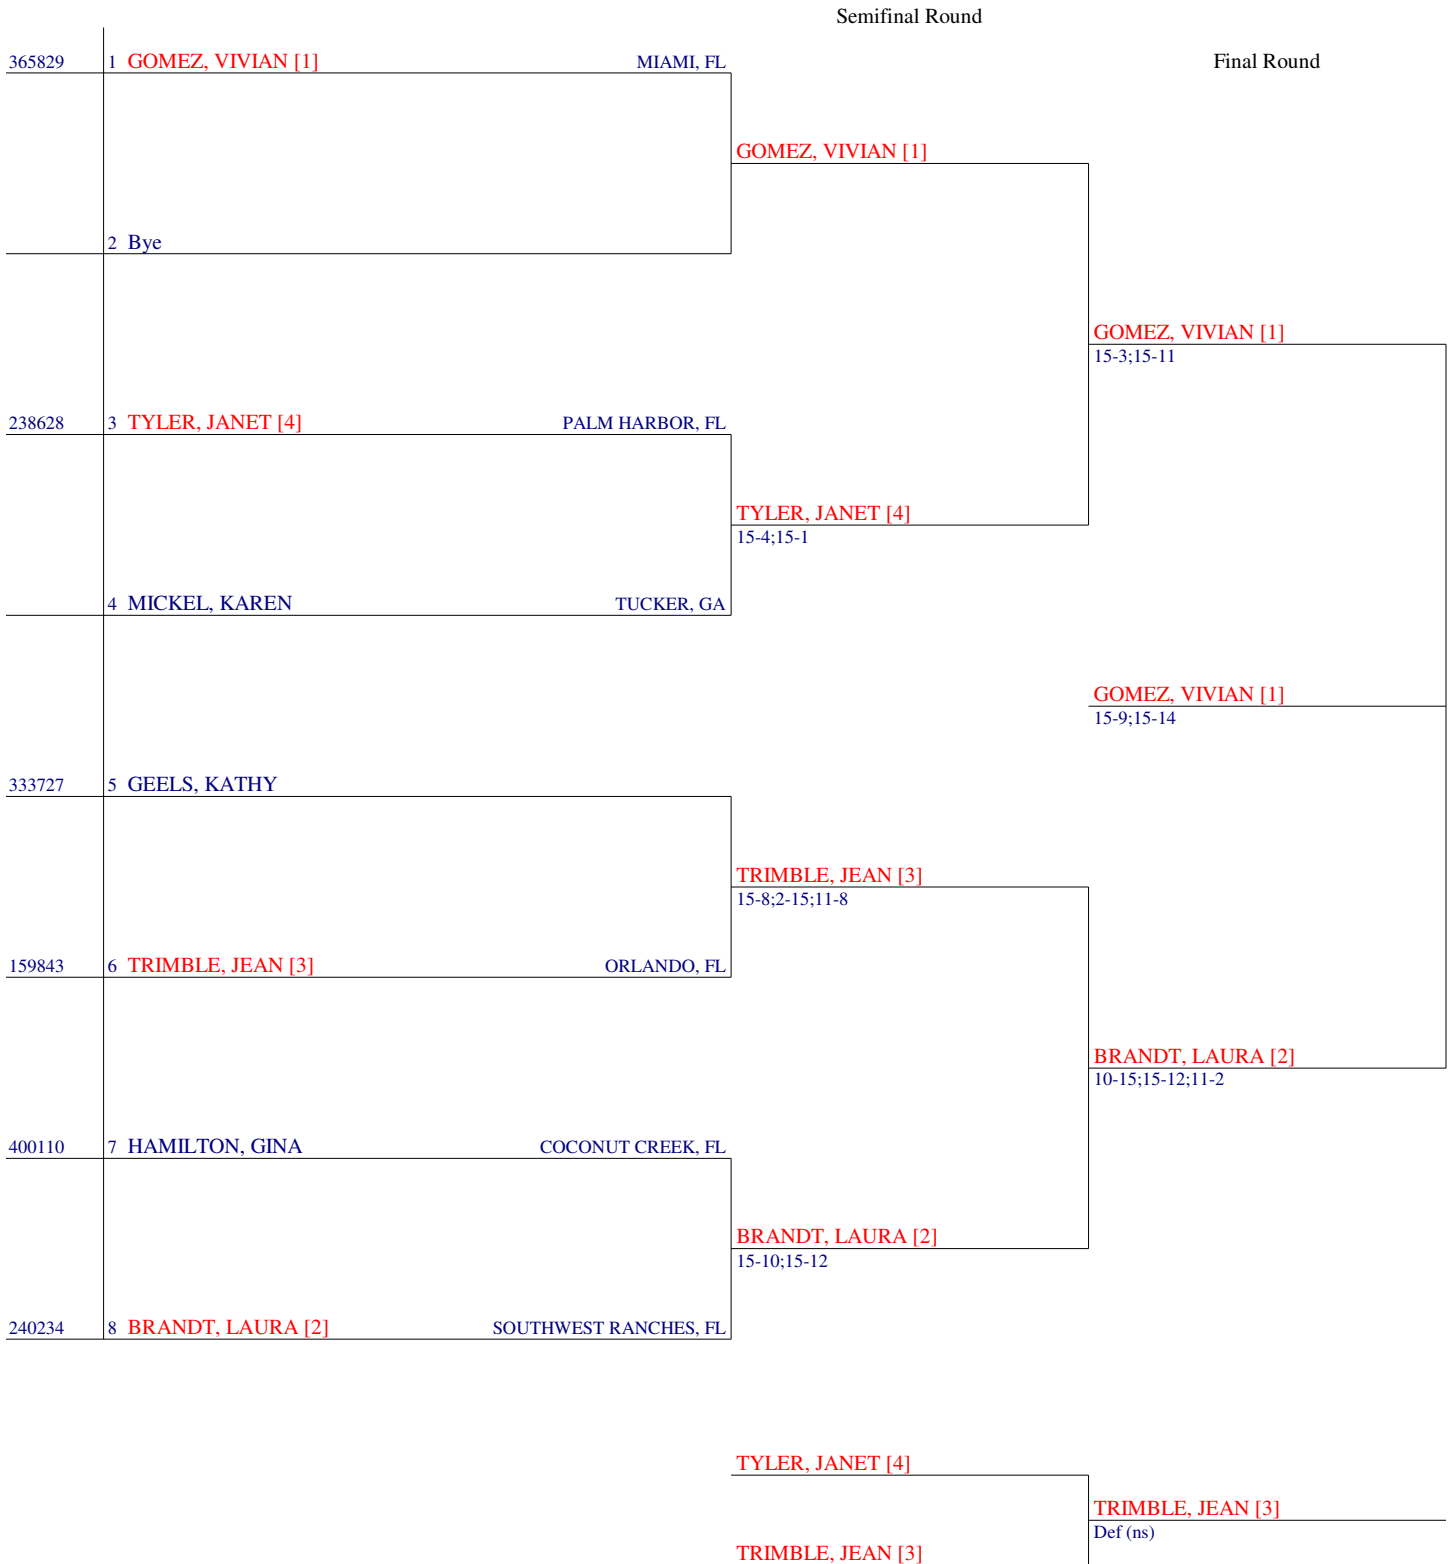 Semifinal Round
365829 1 GOMEZ, VIVIAN [1] MIAMI, FL Final Round
GOMEZ, VIVIAN [1]
2 Bye
GOMEZ, VIVIAN [1]
15-3;15-11
238628 3 TYLER, JANET [4] PALM HARBOR, FL
TYLER, JANET [4]
15-4;15-1
4 MICKEL, KAREN TUCKER, GA
GOMEZ, VIVIAN [1]
15-9;15-14
333727 5 GEELS, KATHY
TRIMBLE, JEAN [3]
15-8;2-15;11-8
159843 6 TRIMBLE, JEAN [3] ORLANDO, FL
BRANDT, LAURA [2]
10-15;15-12;11-2
400110 7 HAMILTON, GINA COCONUT CREEK, FL
BRANDT, LAURA [2]
15-10;15-12
240234 8 BRANDT, LAURA [2] SOUTHWEST RANCHES, FL
TYLER, JANET [4]
TRIMBLE, JEAN [3]
Def (ns)
TRIMBLE, JEAN [3]